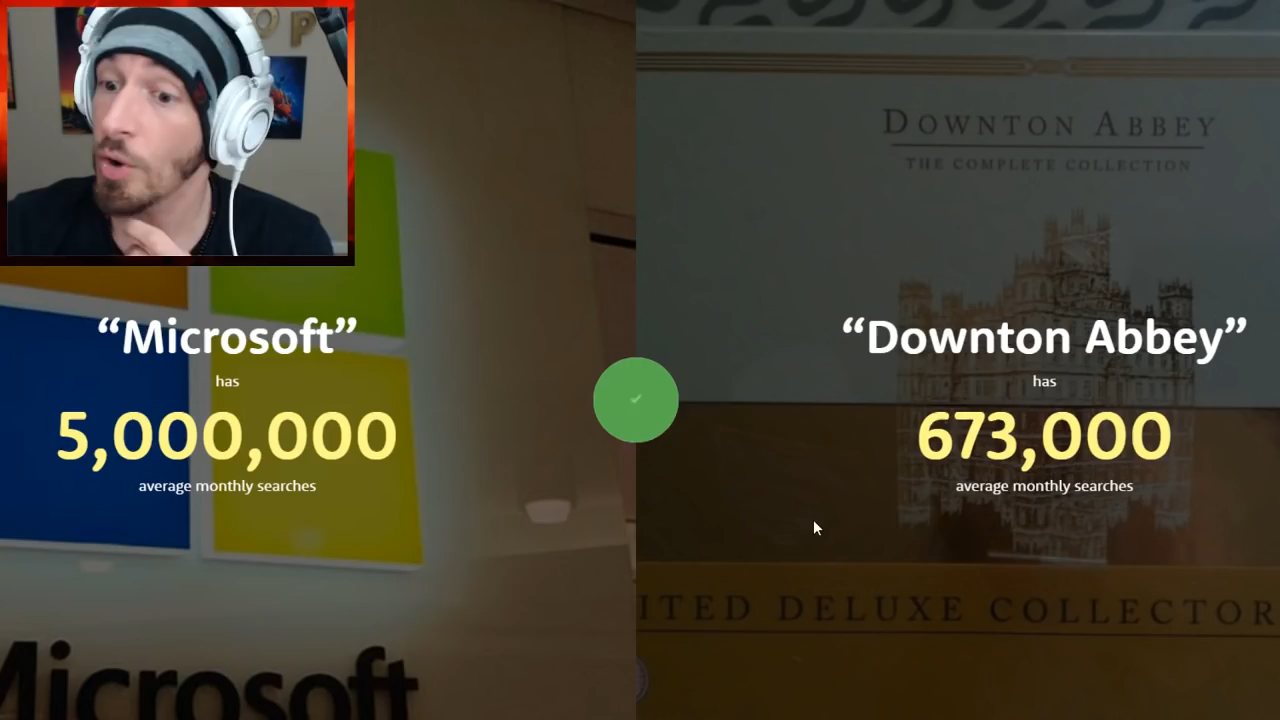 OP
“Microsoft”
has
5,000,000
average monthly searches
Microsoft
DOWNTON ABBEY
THE COMPLETE COLLECTION
“Downton Abbey”
has
673,000
average monthly searches
ITED DELUXE COLLECTOR